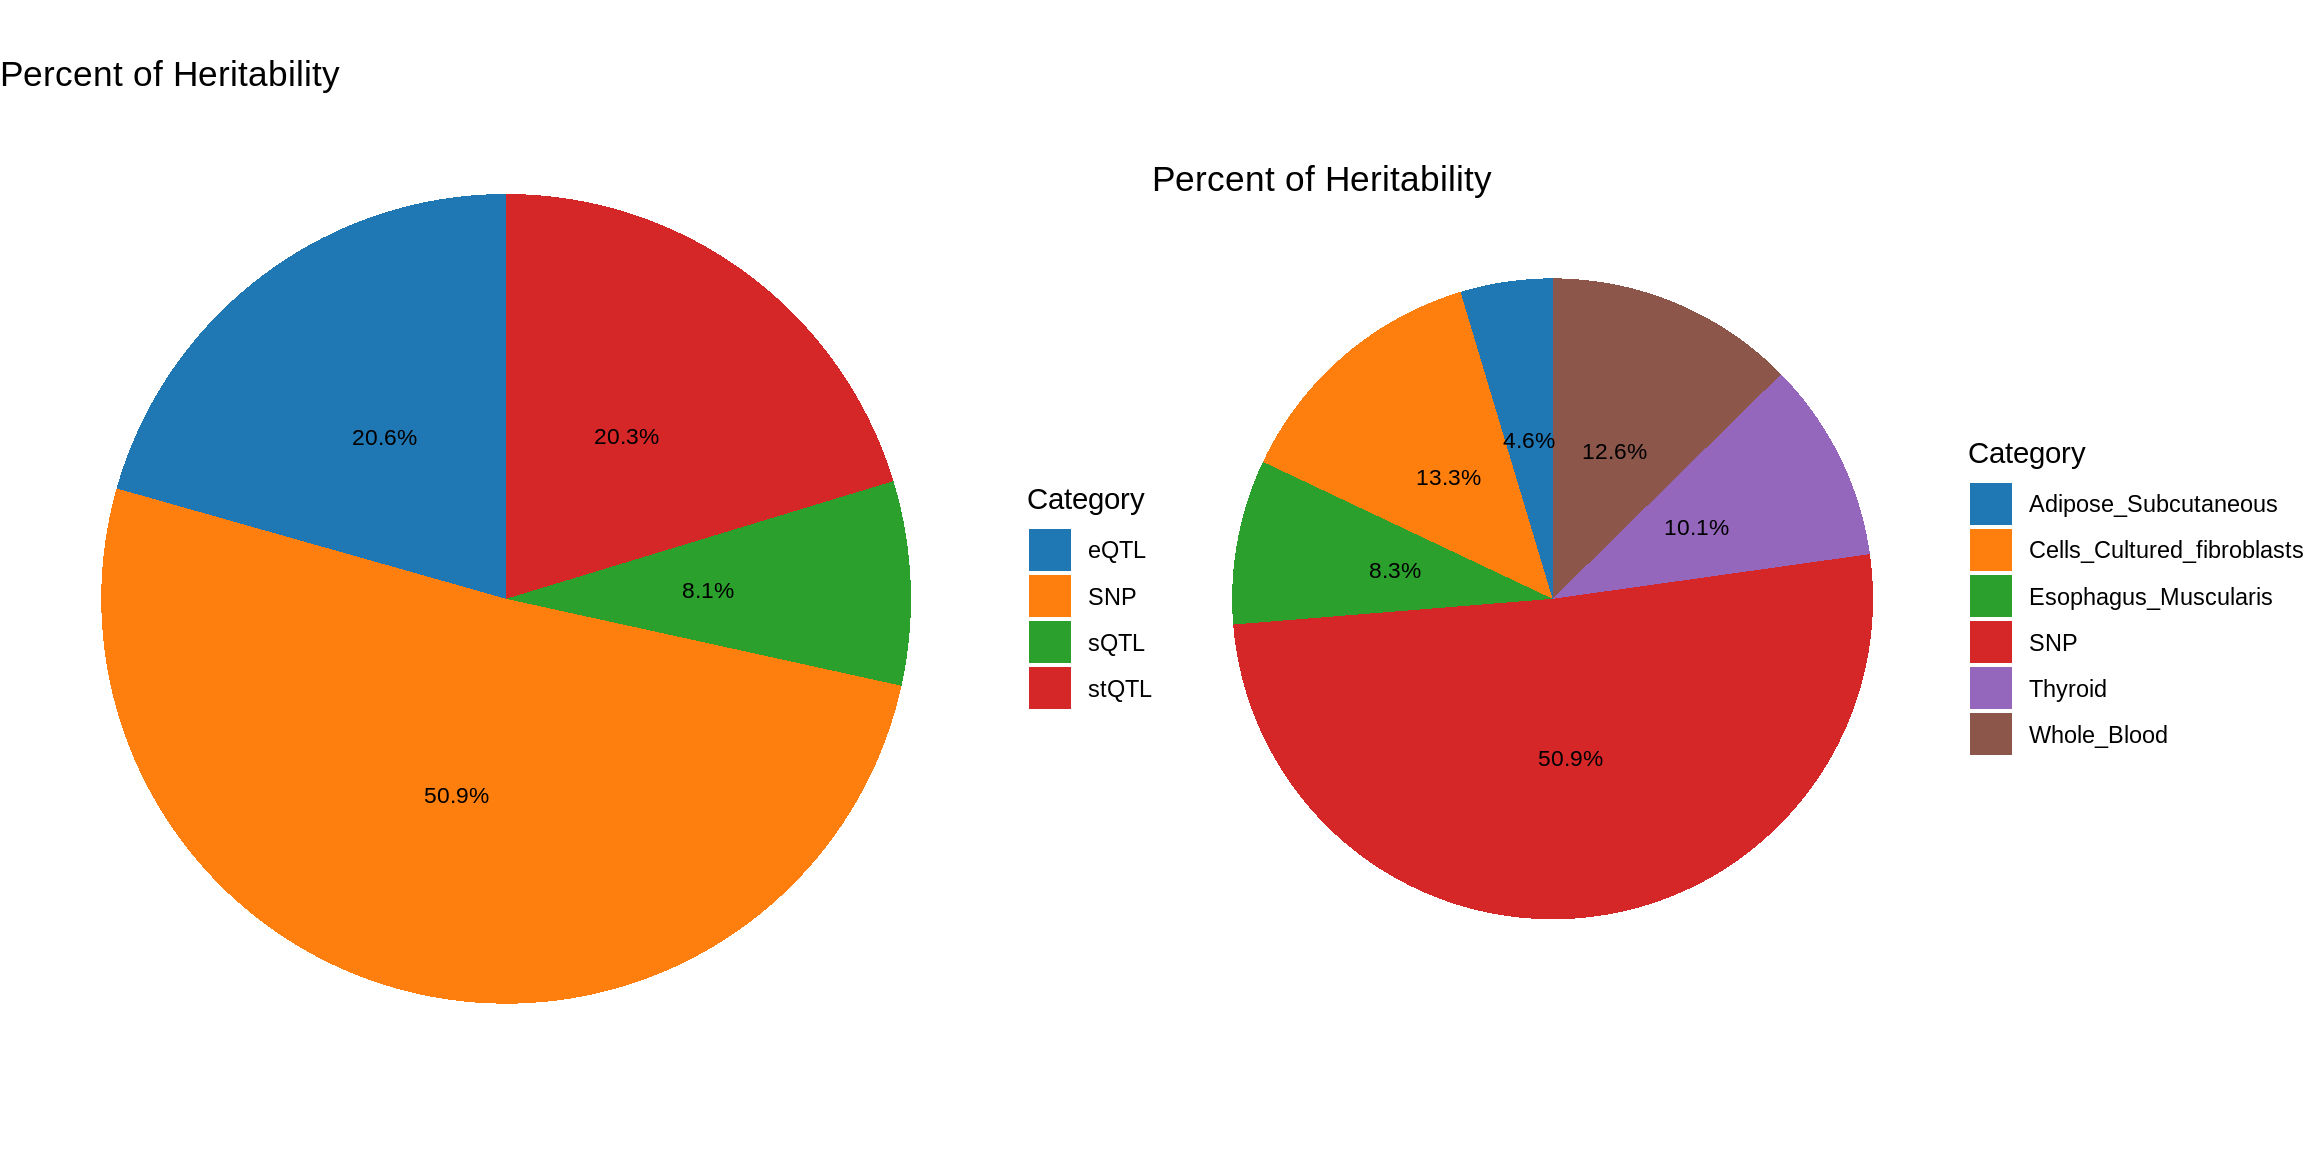 Percent of Heritability
20.6%
20.3%
8.1%
50.9%
Category
eQTL
SNP
sQTL
stQTL
Percent of Heritability
4.6%
12.6%
13.3%
10.1%
8.3%
50.9%
Category
Adipose_Subcutaneous
Cells_Cultured_fibroblasts
Esophagus_Muscularis
SNP
Thyroid
Whole_Blood